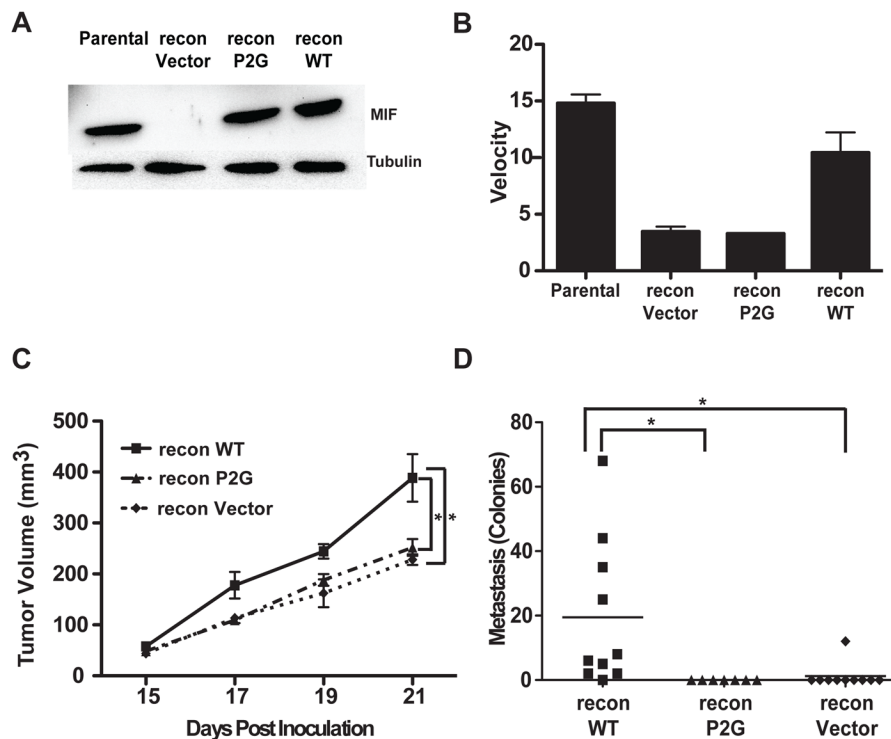 A
Parental
recon
Vector
recon
P2G
recon
WT
MIF
Tubulin
B
20
15
10
5
0
Velocity
Parental
recon
Vector
recon
P2G
recon
WT
C
500
400
300
200
100
0
Tumor Volume (mm3)
recon WT
recon P2G
recon Vector
* *
15 17 19 21
Days Post Inoculation
D
*
*
80
60
40
20
0
Metastasis (Colonies)
recon
WT
recon
P2G
recon
Vector